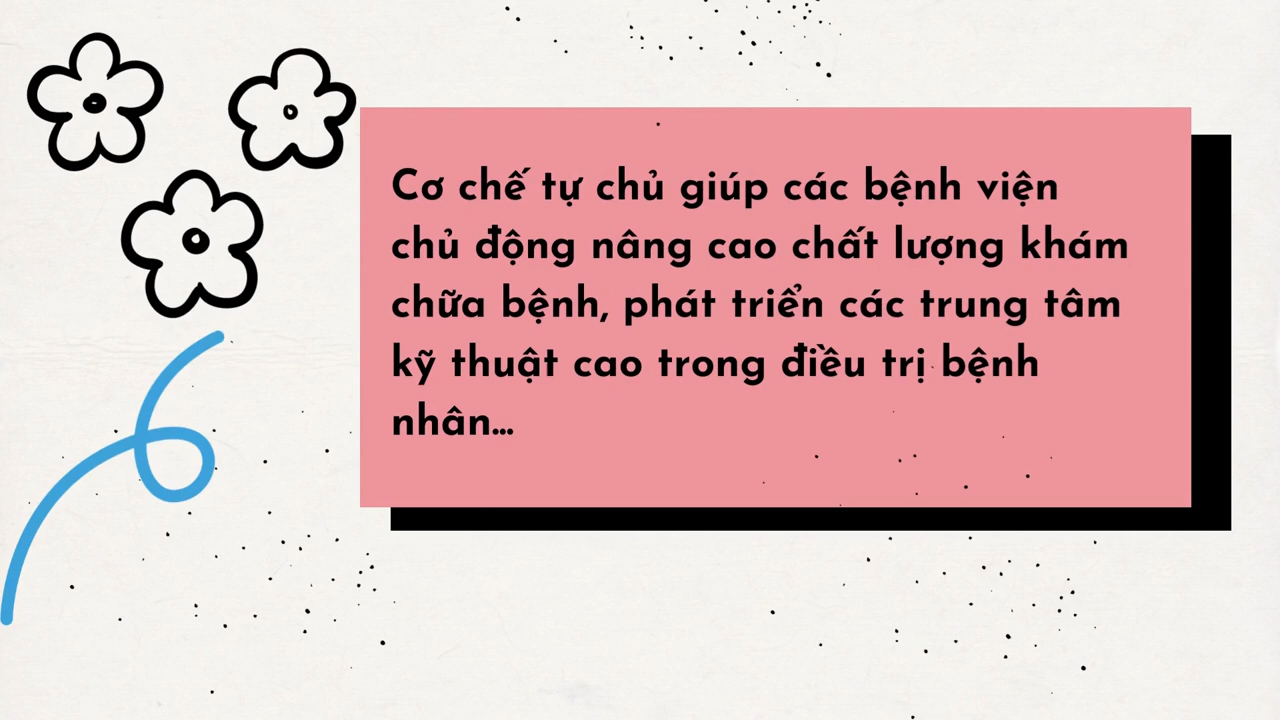 Cơ chế tự chủ giúp các bệnh viện
chủ động nâng cao chất lượng khám
chữa bệnh, phát triển các trung tâm
kỹ thuật cao trong điều trị bệnh
nhân...